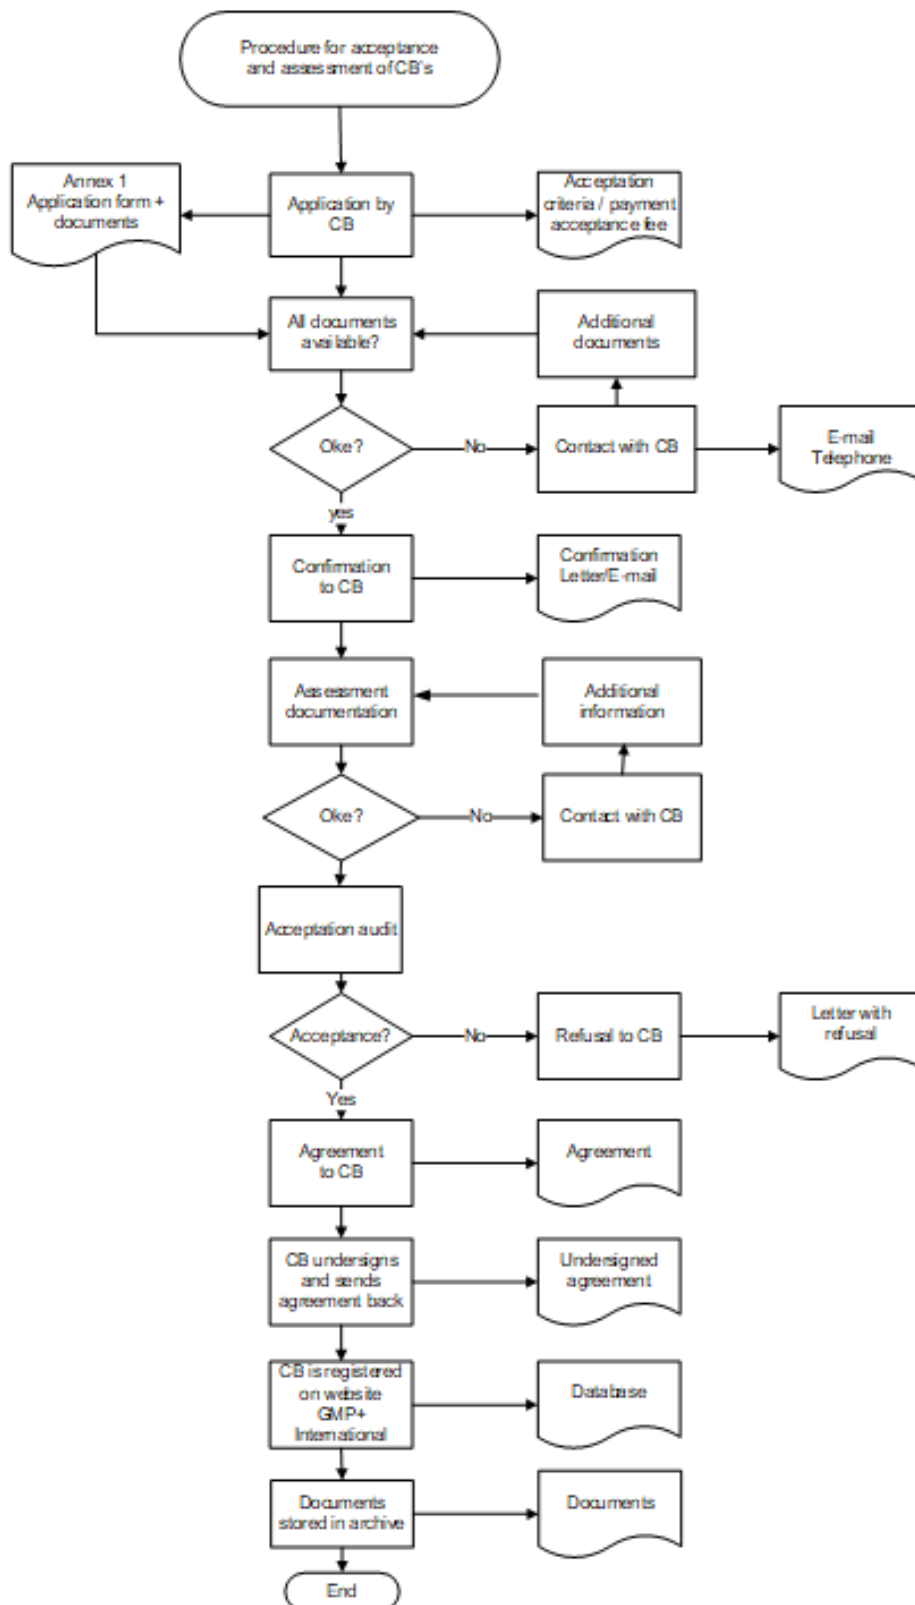 Procedure for acceptance
and assessment of CB's
Annex 1
Application form +
documents
Application by
CB
Acceptation
criteria / payment
acceptance fee
All documents
available?
Additional
documents
Oke?
No
Contact with CB
E-mail
Telephone
yes
Confirmation
to CB
Confirmation
Letter/E-mail
Assessment
documentation
Additional
information
Oke?
No
Contact with CB
Acceptation audit
Acceptance?
No
Refusal to CB
Letter with
refusal
Yes
Agreement
to CB
Agreement
CB undersigns
and sends
agreement back
Undersigned
agreement
CB is registered
on website
GMP+
International
Database
Documents
stored in archive
Documents
End